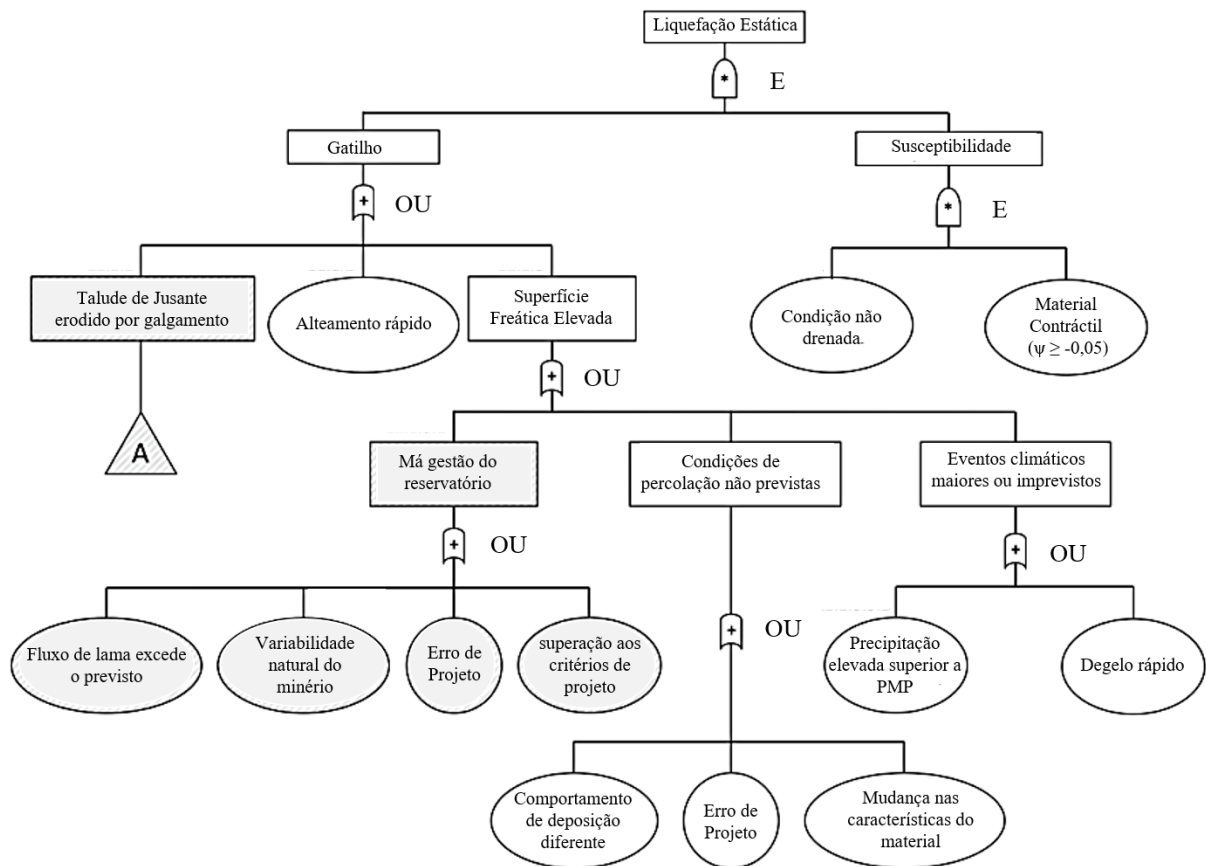 Liquefação Estática
*
E
Gatilho
Susceptibilidade
+
OU
*
E
Talude de Jusante
erodido por galgamento
Alteamento rápido
Superfície
Freática Elevada
Condição não
drenada.
Material
Contráctil
(ψ ≥ -0,05)
A
+
OU
Má gestão do
reservatório
Condições de
percolação não previstas
Eventos climáticos
maiores ou imprevistos
+
OU
+
OU
Fluxo de lama excede
o previsto
Variabilidade
natural do
minério
Erro de
Projeto
superação aos
critérios de
projeto
+
OU
Precipitação
elevada superior a
PMP
Degelo rápido
Comportamento
de deposição
diferente
Erro de
Projeto
Mudança nas
características do
material